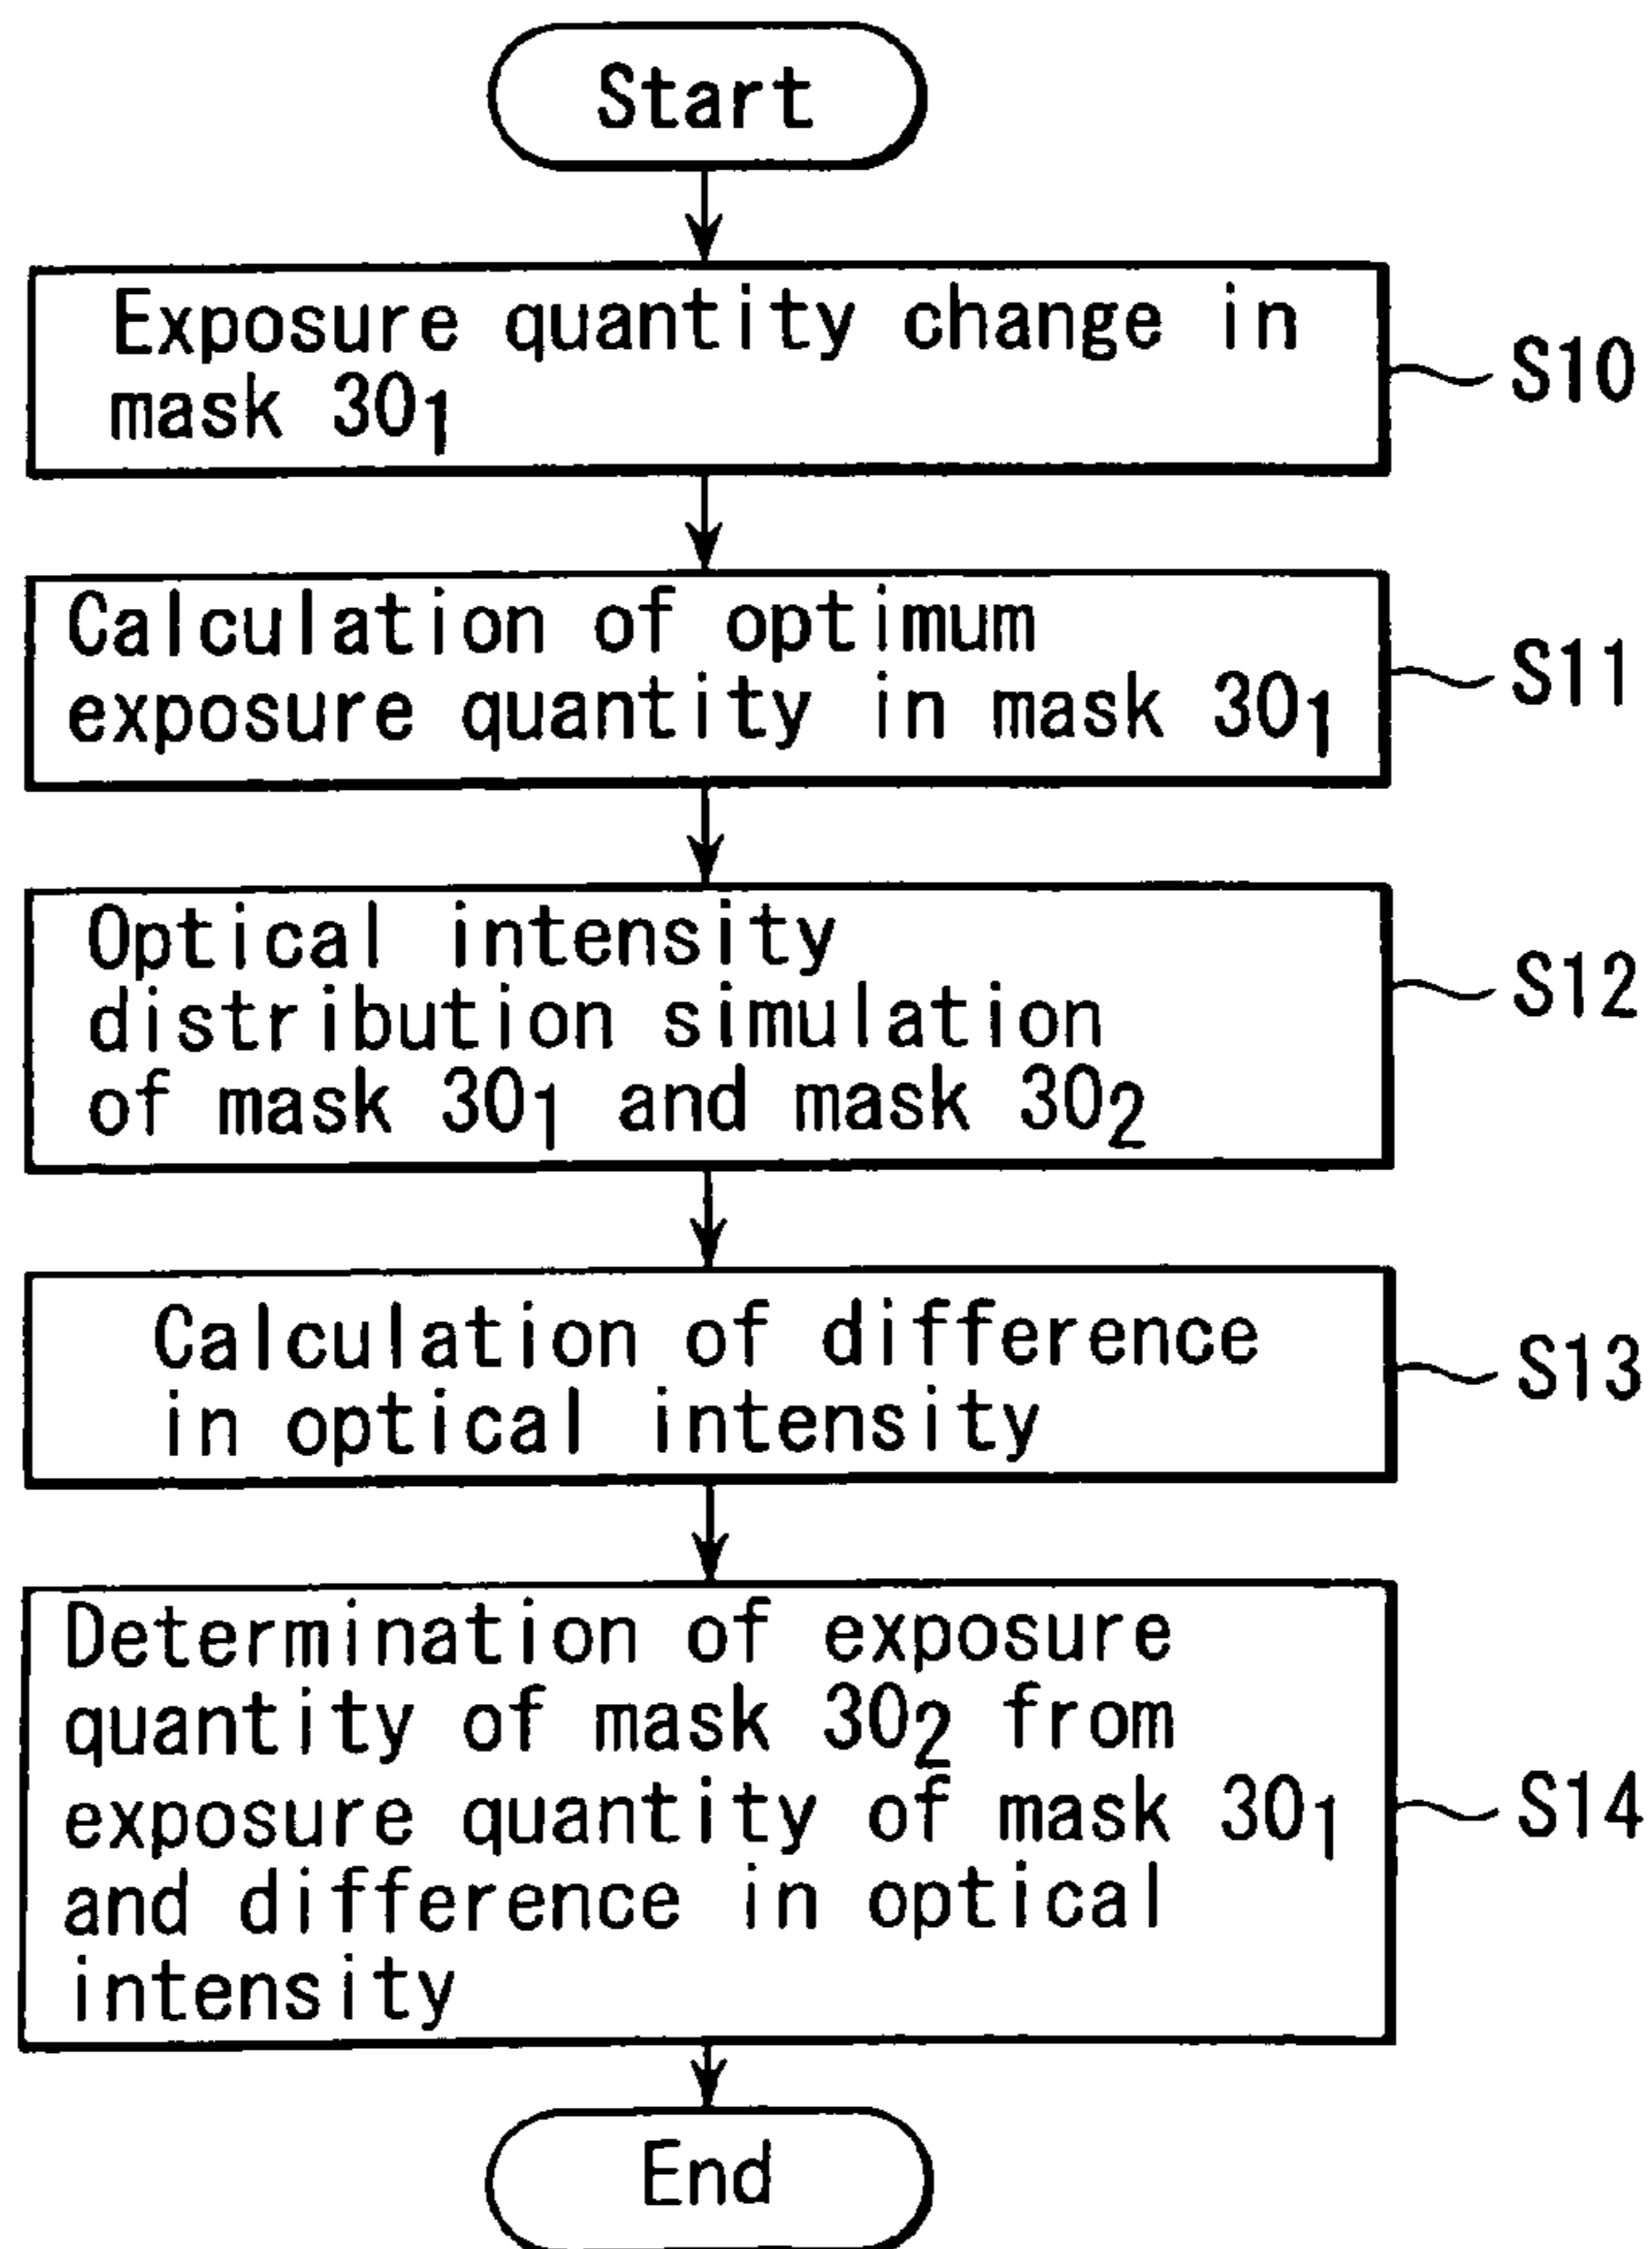 Start
Exposure quantity change in
mask 30₁
S10
Calculation of optimum
exposure quantity in mask 30₁
S11
Optical intensity
distribution simulation
of mask 30₁ and mask 30₂
S12
Calculation of difference
in optical intensity
S13
Determination of exposure
quantity of mask 30₂ from
exposure quantity of mask 30₁
and difference in optical
intensity
S14
End